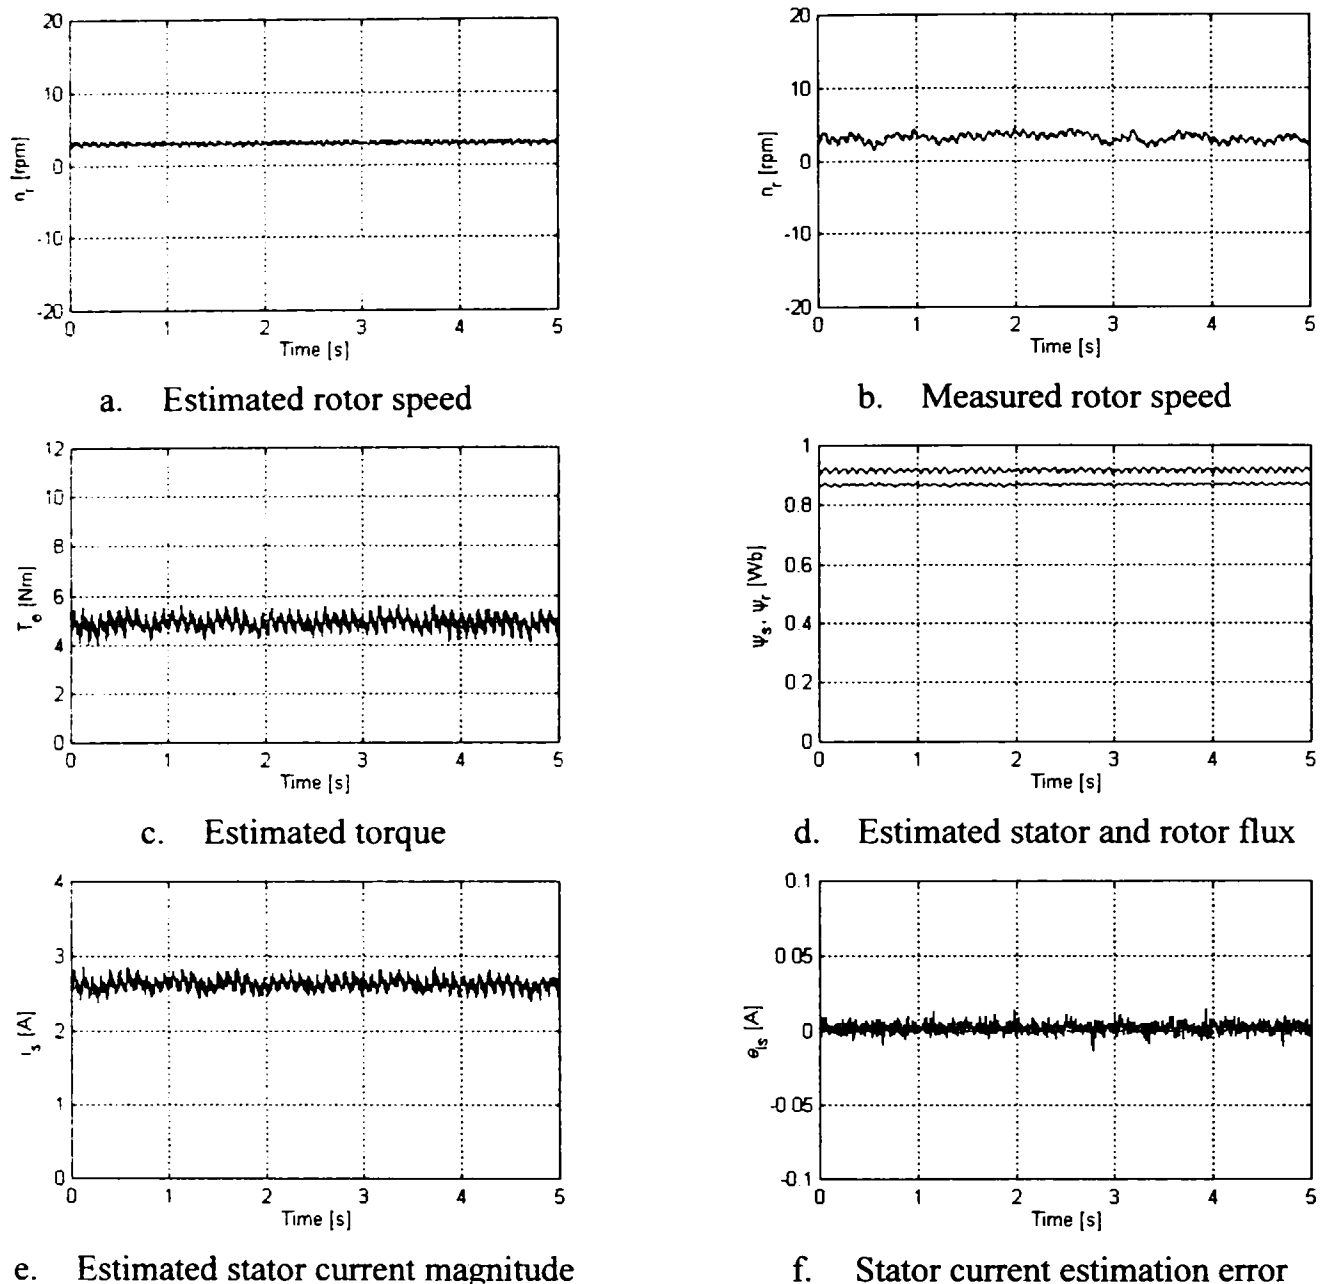 20
10
0
-10
-20
n_r [rpm]
0 1 2 3 4 5
Time [s]
a. Estimated rotor speed
20
10
0
-10
-20
n_r [rpm]
0 1 2 3 4 5
Time [s]
b. Measured rotor speed
12
10
8
6
4
2
0
T_e [Nm]
0 1 2 3 4 5
Time [s]
c. Estimated torque
1
0.8
0.6
0.4
0.2
0
Ψ_s, Ψ_r [Wb]
0 1 2 3 4 5
Time [s]
d. Estimated stator and rotor flux
4
3
2
1
0
i_s [A]
0 1 2 3 4 5
Time [s]
e. Estimated stator current magnitude
0.1
0.05
0
-0.05
-0.1
e_is [A]
0 1 2 3 4 5
Time [s]
f. Stator current estimation error